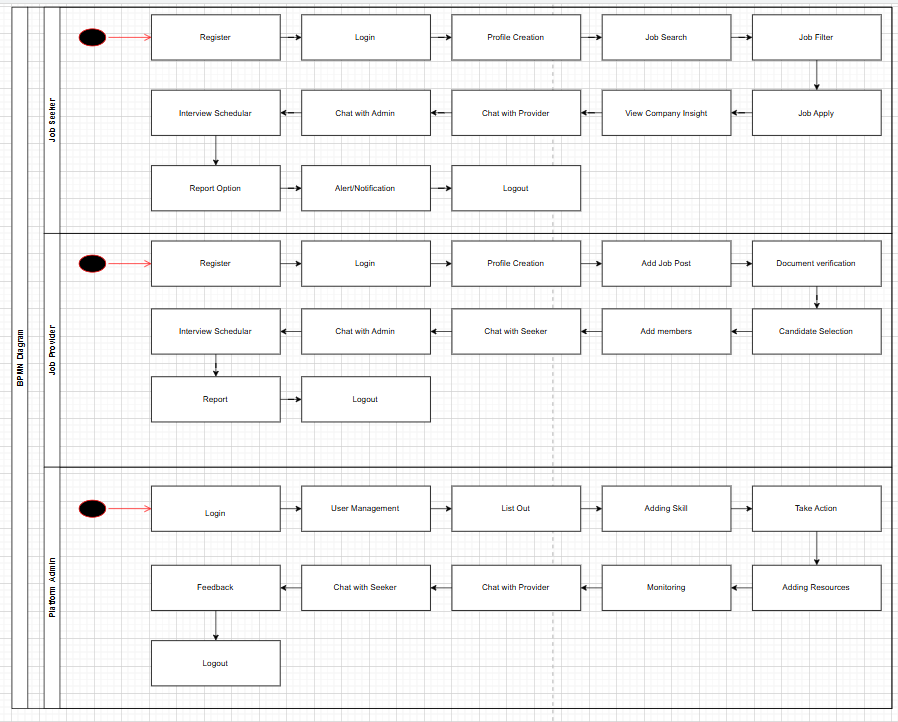 BPMN Diagram
Job Seeker
Register
Login
Profile Creation
Job Search
Job Filter
Interview Schedular
Chat with Admin
Chat with Provider
View Company Insight
Job Apply
Report Option
Alert/Notification
Logout
Job Provider
Register
Login
Profile Creation
Add Job Post
Document verification
Interview Schedular
Chat with Admin
Chat with Seeker
Add members
Candidate Selection
Report
Logout
Platform Admin
Login
User Management
List Out
Adding Skill
Take Action
Feedback
Chat with Seeker
Chat with Provider
Monitoring
Adding Resources
Logout